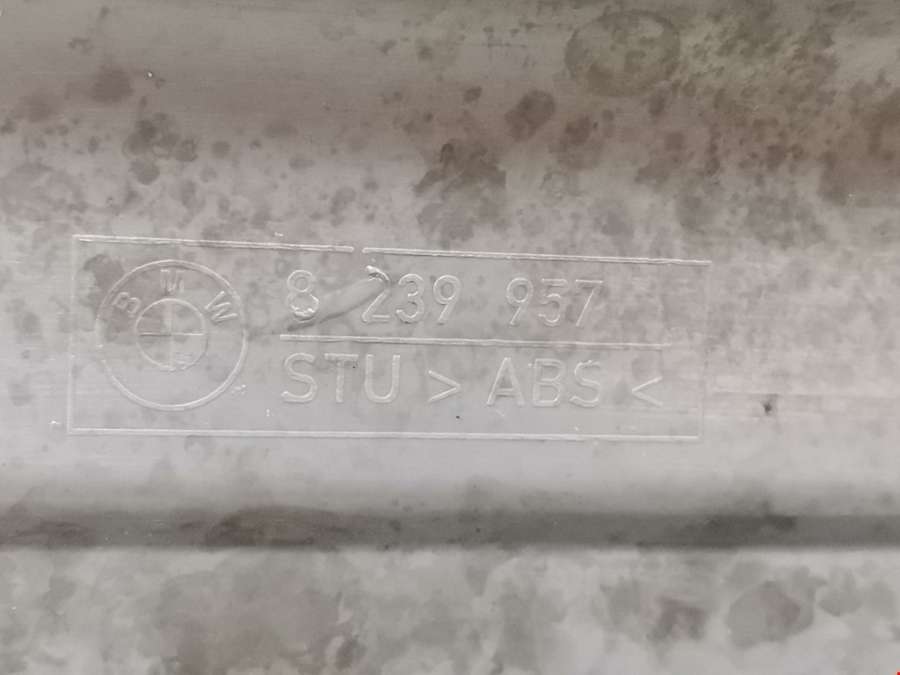 BMW
8 239 957
STU > ABS <